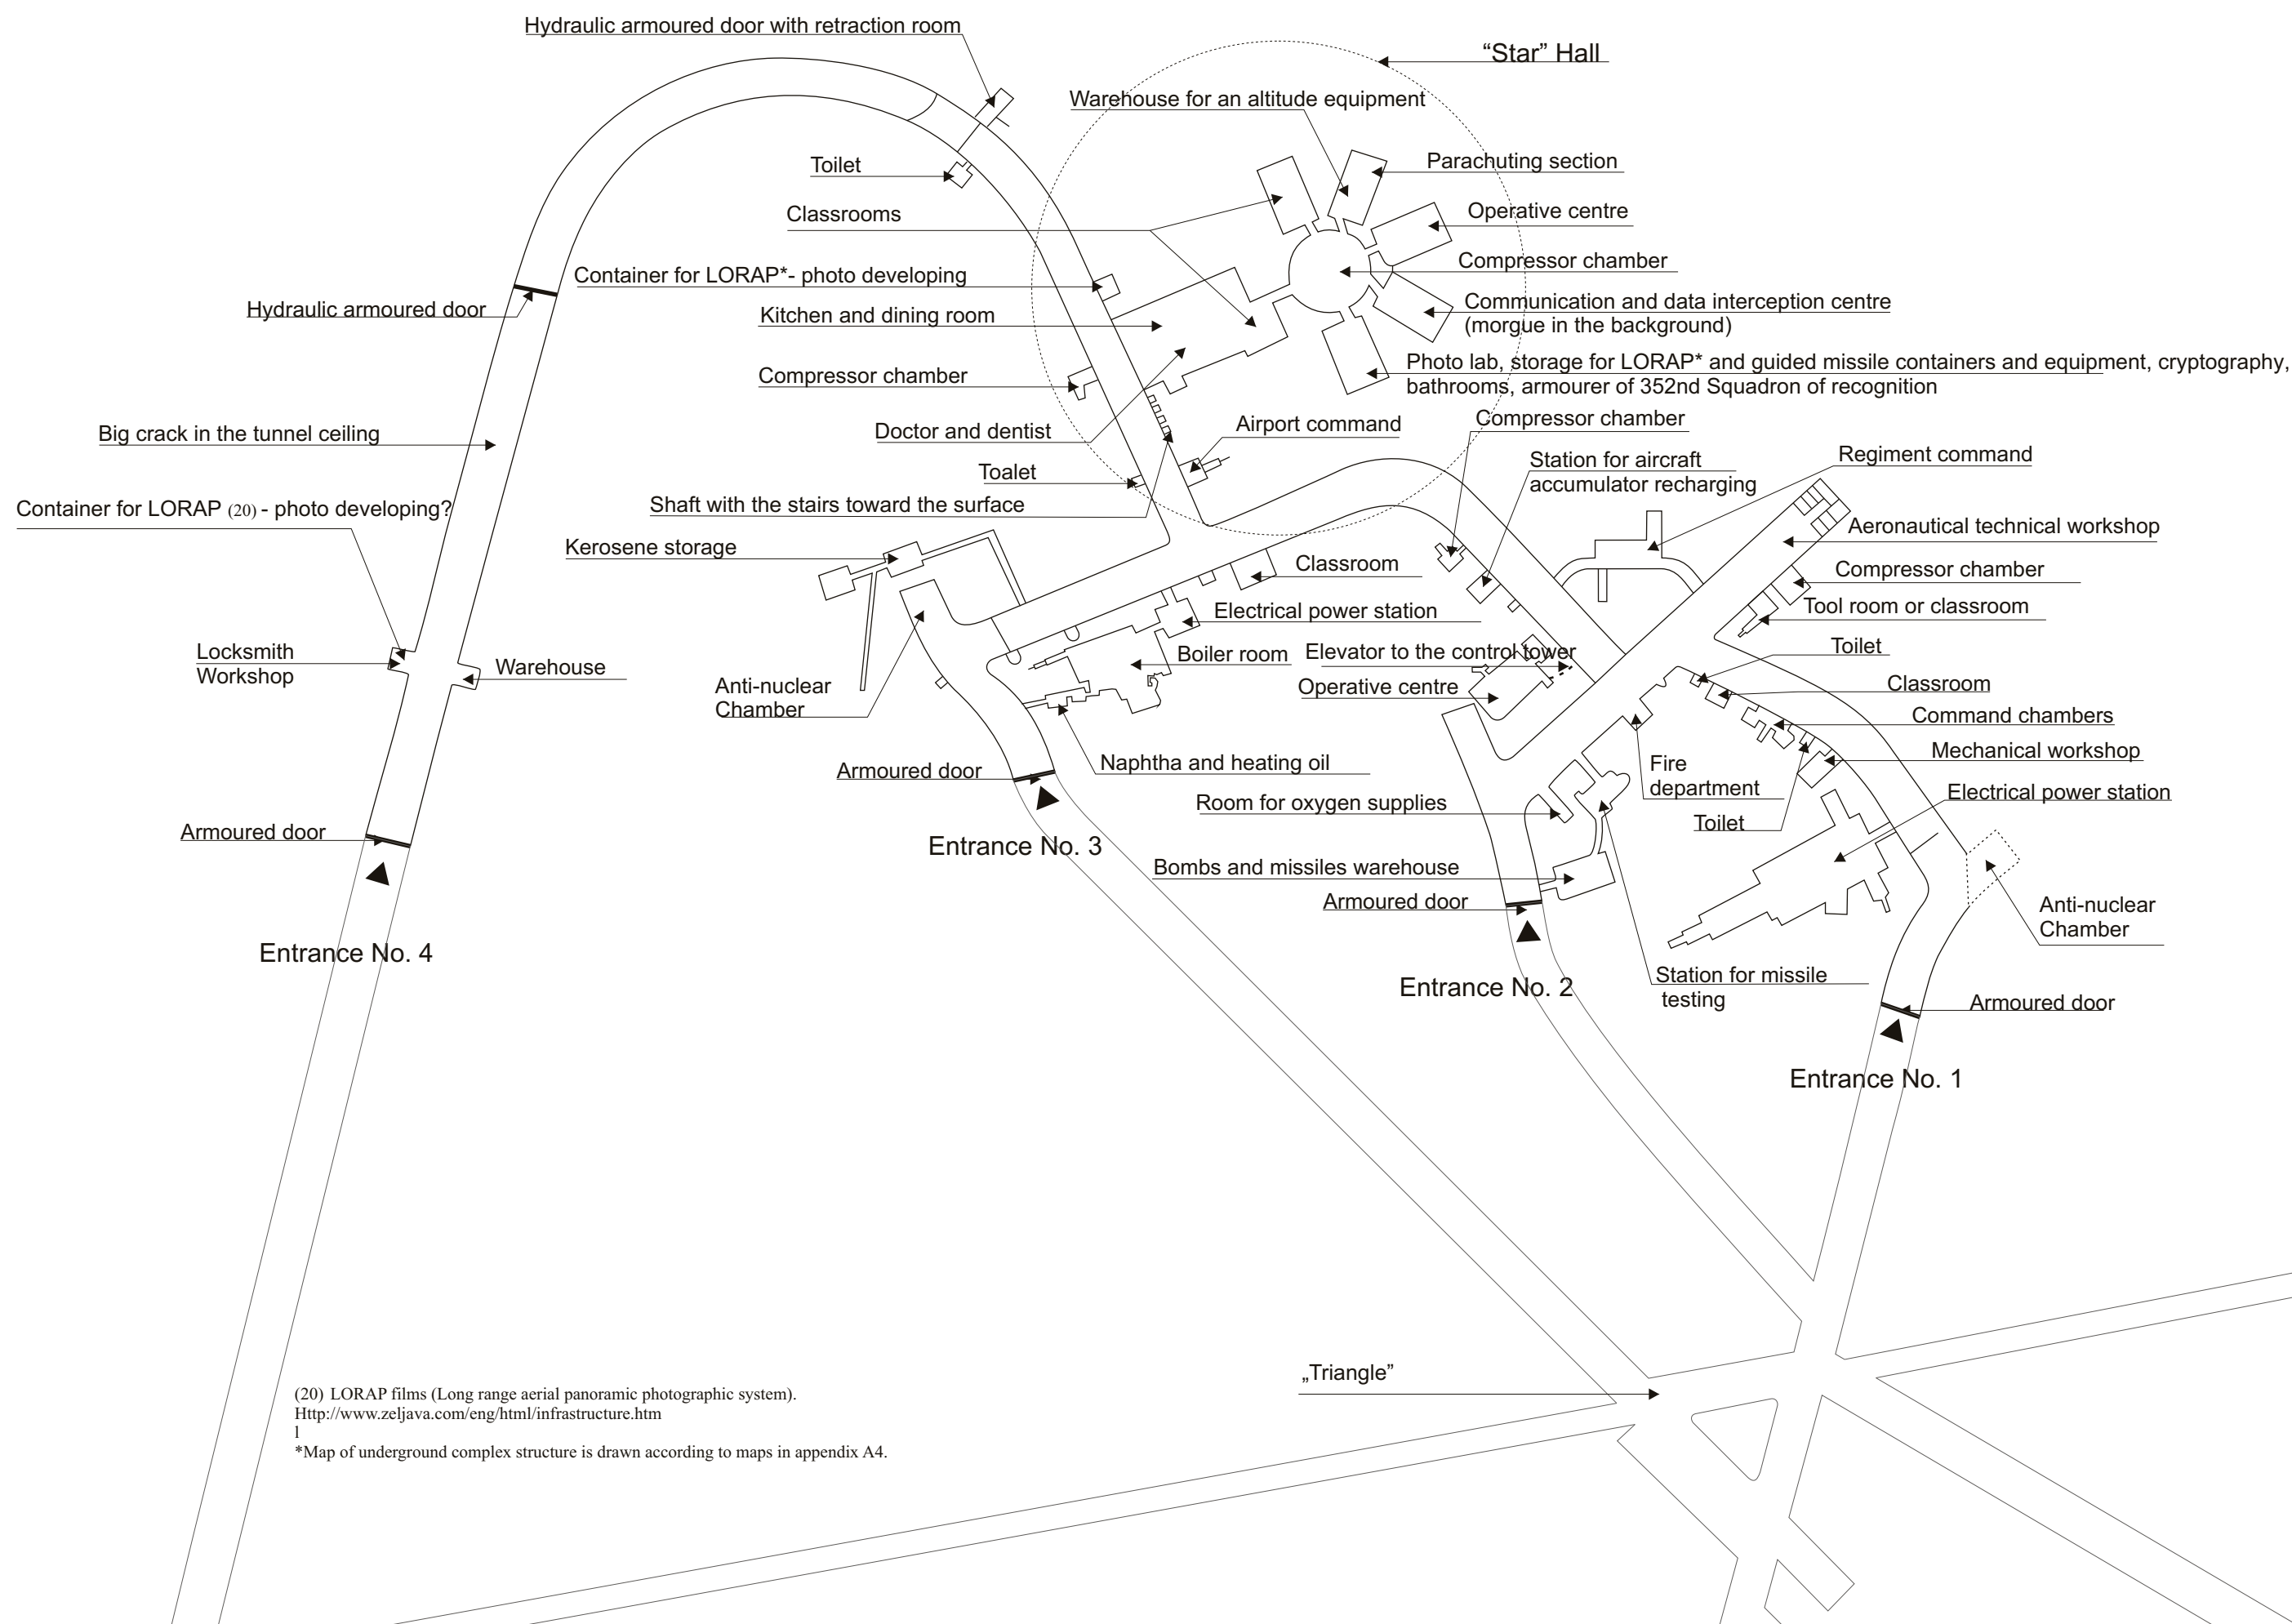 Hydraulic armoured door with retraction room
“Star” Hall
Warehouse for an altitude equipment
Toilet
Parachuting section
Classrooms
Operative centre
Container for LORAP*- photo developing
Compressor chamber
Hydraulic armoured door
Kitchen and dining room
Communication and data interception centre
(morgue in the background)
Compressor chamber
Photo lab, storage for LORAP* and guided missile containers and equipment, cryptography,
bathrooms, armourer of 352nd Squadron of recognition
Big crack in the tunnel ceiling
Doctor and dentist
Airport command
Compressor chamber
Toalet
Station for aircraft
accumulator recharging
Regiment command
Container for LORAP (20) - photo developing?
Shaft with the stairs toward the surface
Aeronautical technical workshop
Kerosene storage
Classroom
Compressor chamber
Electrical power station
Tool room or classroom
Locksmith
Workshop
Warehouse
Boiler room
Elevator to the control tower
Toilet
Anti-nuclear
Chamber
Operative centre
Classroom
Command chambers
Armoured door
Naphtha and heating oil
Fire
department
Mechanical workshop
Room for oxygen supplies
Electrical power station
Armoured door
Entrance No. 3
Toilet
Bombs and missiles warehouse
Armoured door
Anti-nuclear
Chamber
Entrance No. 4
Entrance No. 2
Station for missile
testing
Armoured door
Entrance No. 1
„Triangle”
(20) LORAP films (Long range aerial panoramic photographic system).
Http://www.zeljava.com/eng/html/infrastructure.htm
l
*Map of underground complex structure is drawn according to maps in appendix A4.